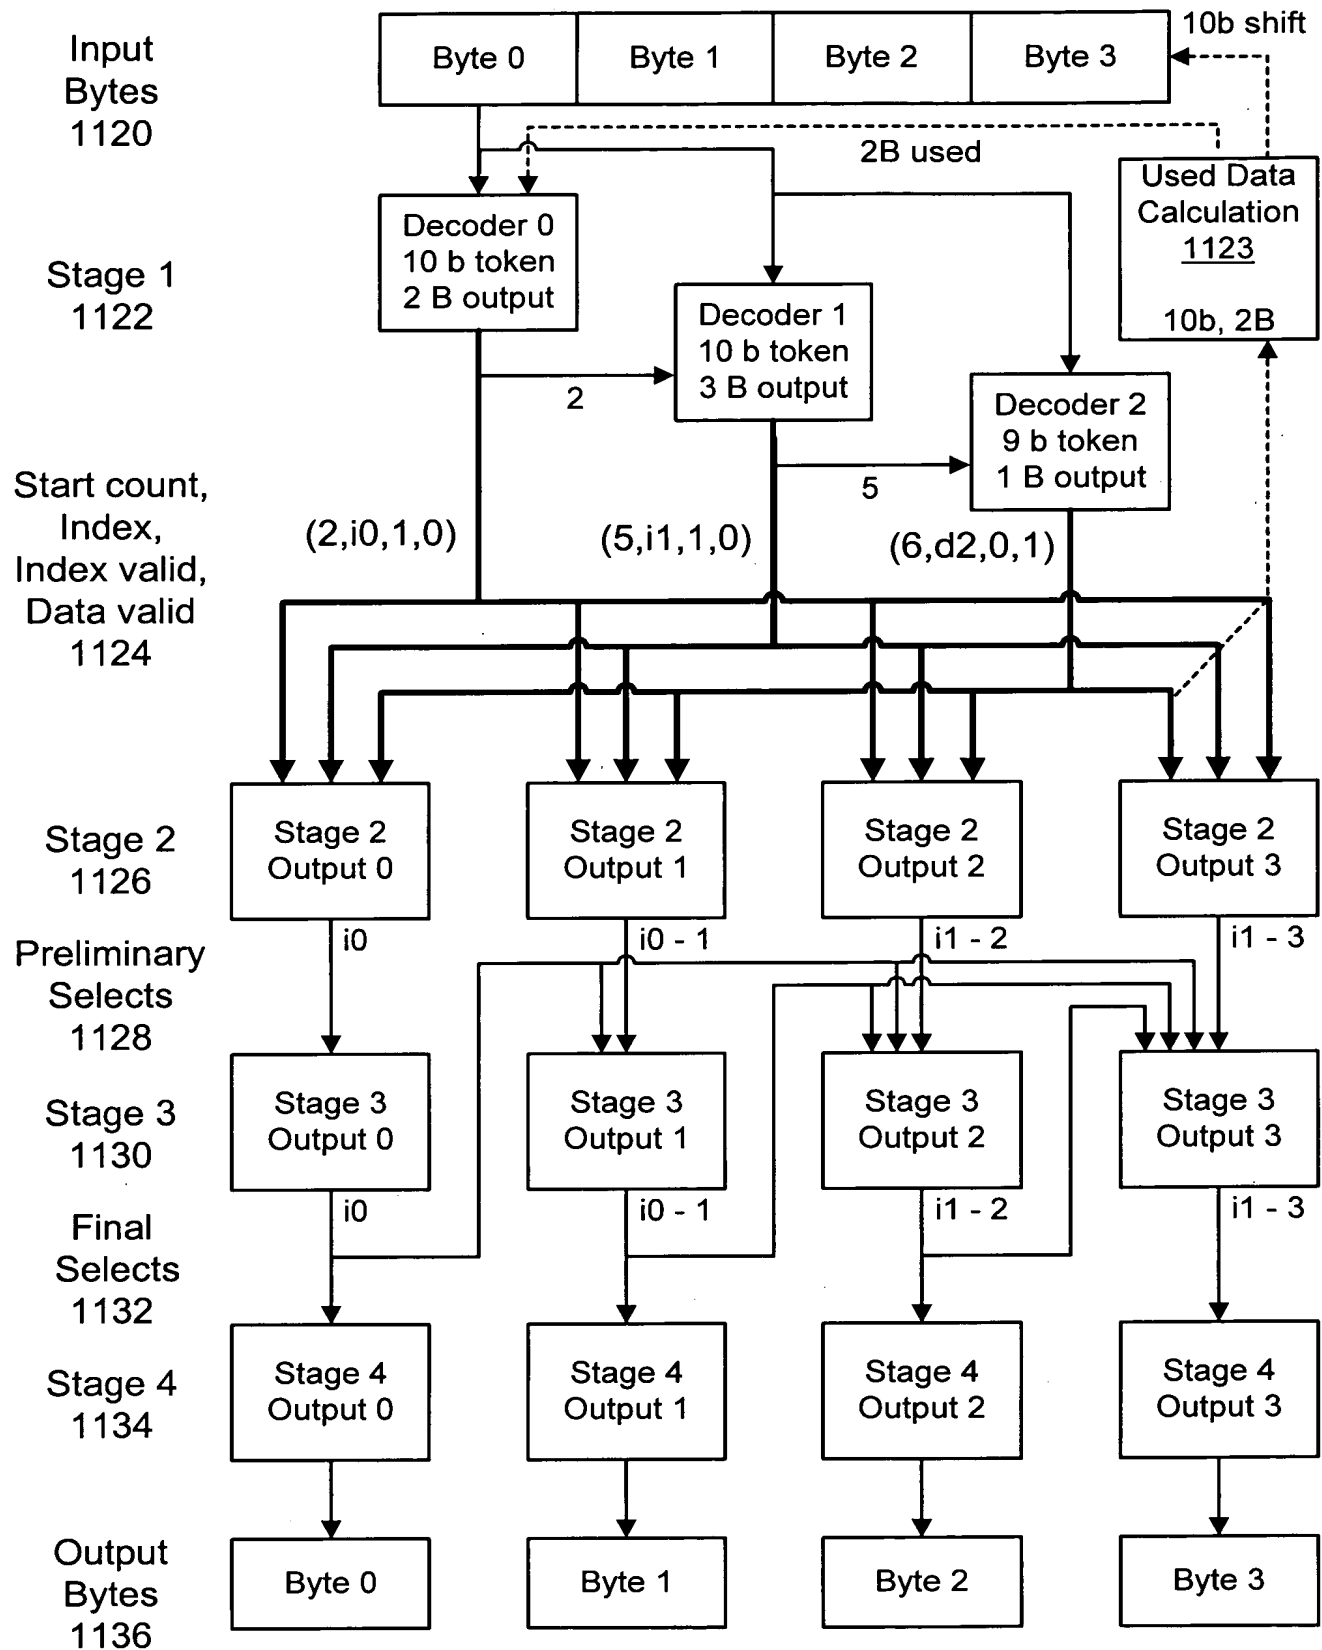 10b shift
Input
Bytes
1120
Byte 0
Byte 1
Byte 2
Byte 3
2B used
Used Data
Calculation
1123
10b, 2B
Stage 1
1122
Decoder 0
10 b token
2 B output
Decoder 1
10 b token
3 B output
Decoder 2
9 b token
1 B output
2
5
Start count,
Index,
Index valid,
Data valid
1124
(2,i0,1,0)
(5,i1,1,0)
(6,d2,0,1)
Stage 2
1126
Stage 2
Output 0
Stage 2
Output 1
Stage 2
Output 2
Stage 2
Output 3
Preliminary
Selects
1128
i0
i0 - 1
i1 - 2
i1 - 3
Stage 3
1130
Stage 3
Output 0
Stage 3
Output 1
Stage 3
Output 2
Stage 3
Output 3
Final
Selects
1132
i0
i0 - 1
i1 - 2
i1 - 3
Stage 4
1134
Stage 4
Output 0
Stage 4
Output 1
Stage 4
Output 2
Stage 4
Output 3
Output
Bytes
1136
Byte 0
Byte 1
Byte 2
Byte 3